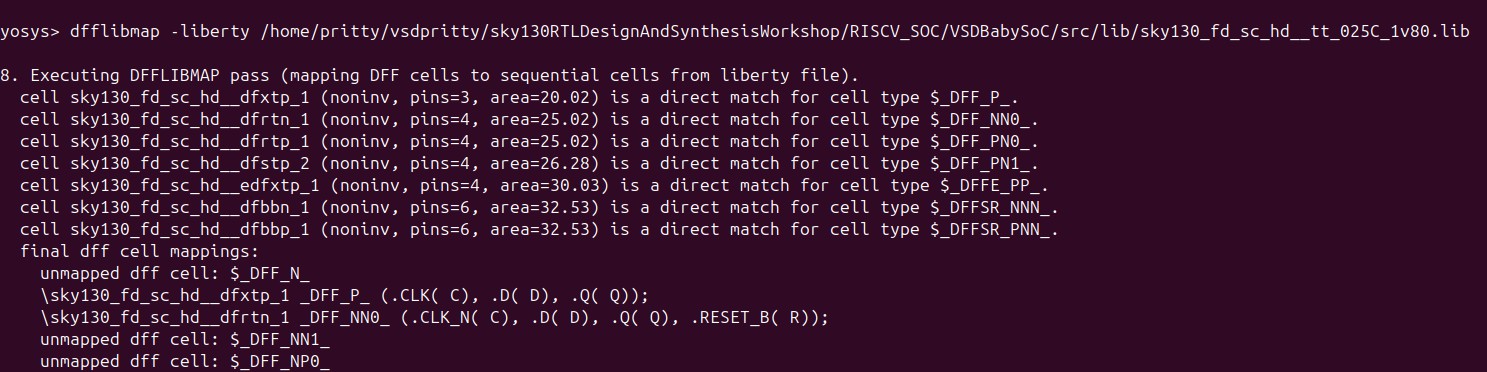 yosys> dfflibmap -liberty /home/pritty/vsdpritty/sky130RTLDesignAndSynthesisWorkshop/RISCV_SOC/VSDBabySoC/src/lib/sky130_fd_sc_hd__tt_025C_1v80.lib
8. Executing DFFLIBMAP pass (mapping DFF cells to sequential cells from liberty file).
cell sky130_fd_sc_hd__dfxtp_1 (noninv, pins=3, area=20.02) is a direct match for cell type $_DFF_P_.
cell sky130_fd_sc_hd__dfrtn_1 (noninv, pins=4, area=25.02) is a direct match for cell type $_DFF_NN0_.
cell sky130_fd_sc_hd__dfrtp_1 (noninv, pins=4, area=25.02) is a direct match for cell type $_DFF_PN0_.
cell sky130_fd_sc_hd__dfstp_2 (noninv, pins=4, area=26.28) is a direct match for cell type $_DFF_PN1_.
cell sky130_fd_sc_hd__edfxtp_1 (noninv, pins=4, area=30.03) is a direct match for cell type $_DFFE_PP_.
cell sky130_fd_sc_hd__dfbbn_1 (noninv, pins=6, area=32.53) is a direct match for cell type $_DFFSR_NNN_.
cell sky130_fd_sc_hd__dfbbp_1 (noninv, pins=6, area=32.53) is a direct match for cell type $_DFFSR_PNN_.
final dff cell mappings:
unmapped dff cell: $_DFF_N_
\sky130_fd_sc_hd__dfxtp_1 _DFF_P_ (.CLK( C), .D( D), .Q( Q));
\sky130_fd_sc_hd__dfrtn_1 _DFF_NN0_ (.CLK_N( C), .D( D), .Q( Q), .RESET_B( R));
unmapped dff cell: $_DFF_NN1_
unmapped dff cell: $_DFF_NP0_